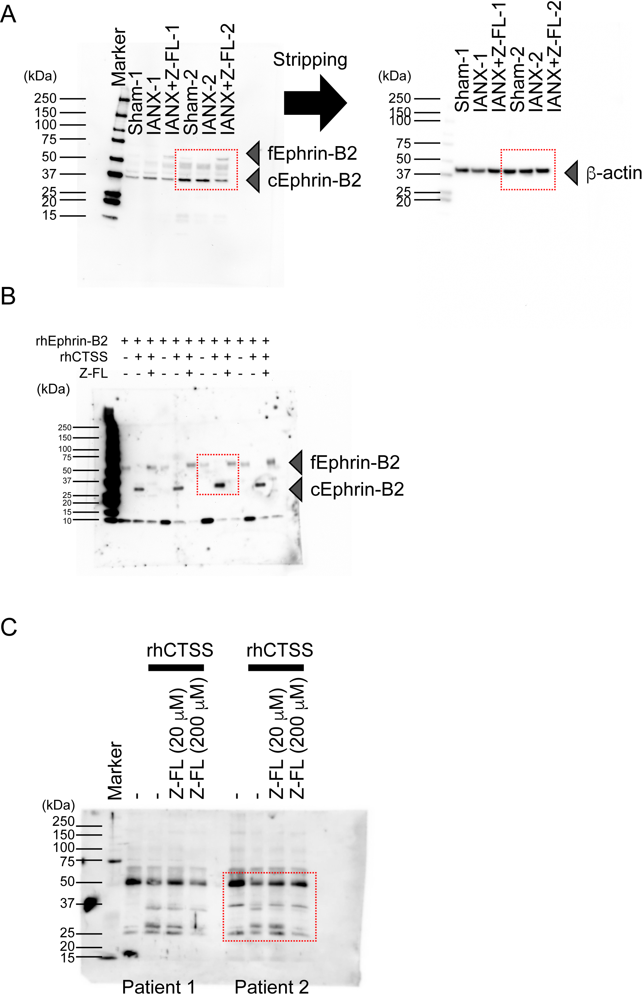 A
Marker
Sham-1
IANX-1
IANX+Z-FL-1
Sham-2
IANX-2
IANX+Z-FL-2
(kDa)
250
150
100
75
50
37
25
20
15
fEphrin-B2
cEphrin-B2
Stripping
Sham-1
IANX-1
IANX+Z-FL-1
Sham-2
IANX-2
IANX+Z-FL-2
(kDa)
250
150
100
75
50
37
25
20
β-actin
B
rhEphrin-B2 + + + + + + + + + + + +
rhCTSS - + + - + + - + + - + +
Z-FL - - + - - + - - + - - +
(kDa)
250
150
100
75
50
37
25
20
15
10
fEphrin-B2
cEphrin-B2
C
rhCTSS rhCTSS
Marker
-
-
Z-FL (20 μM)
Z-FL (200 μM)
-
-
Z-FL (20 μM)
Z-FL (200 μM)
(kDa)
250
150
100
75
50
37
25
20
15
Patient 1 Patient 2